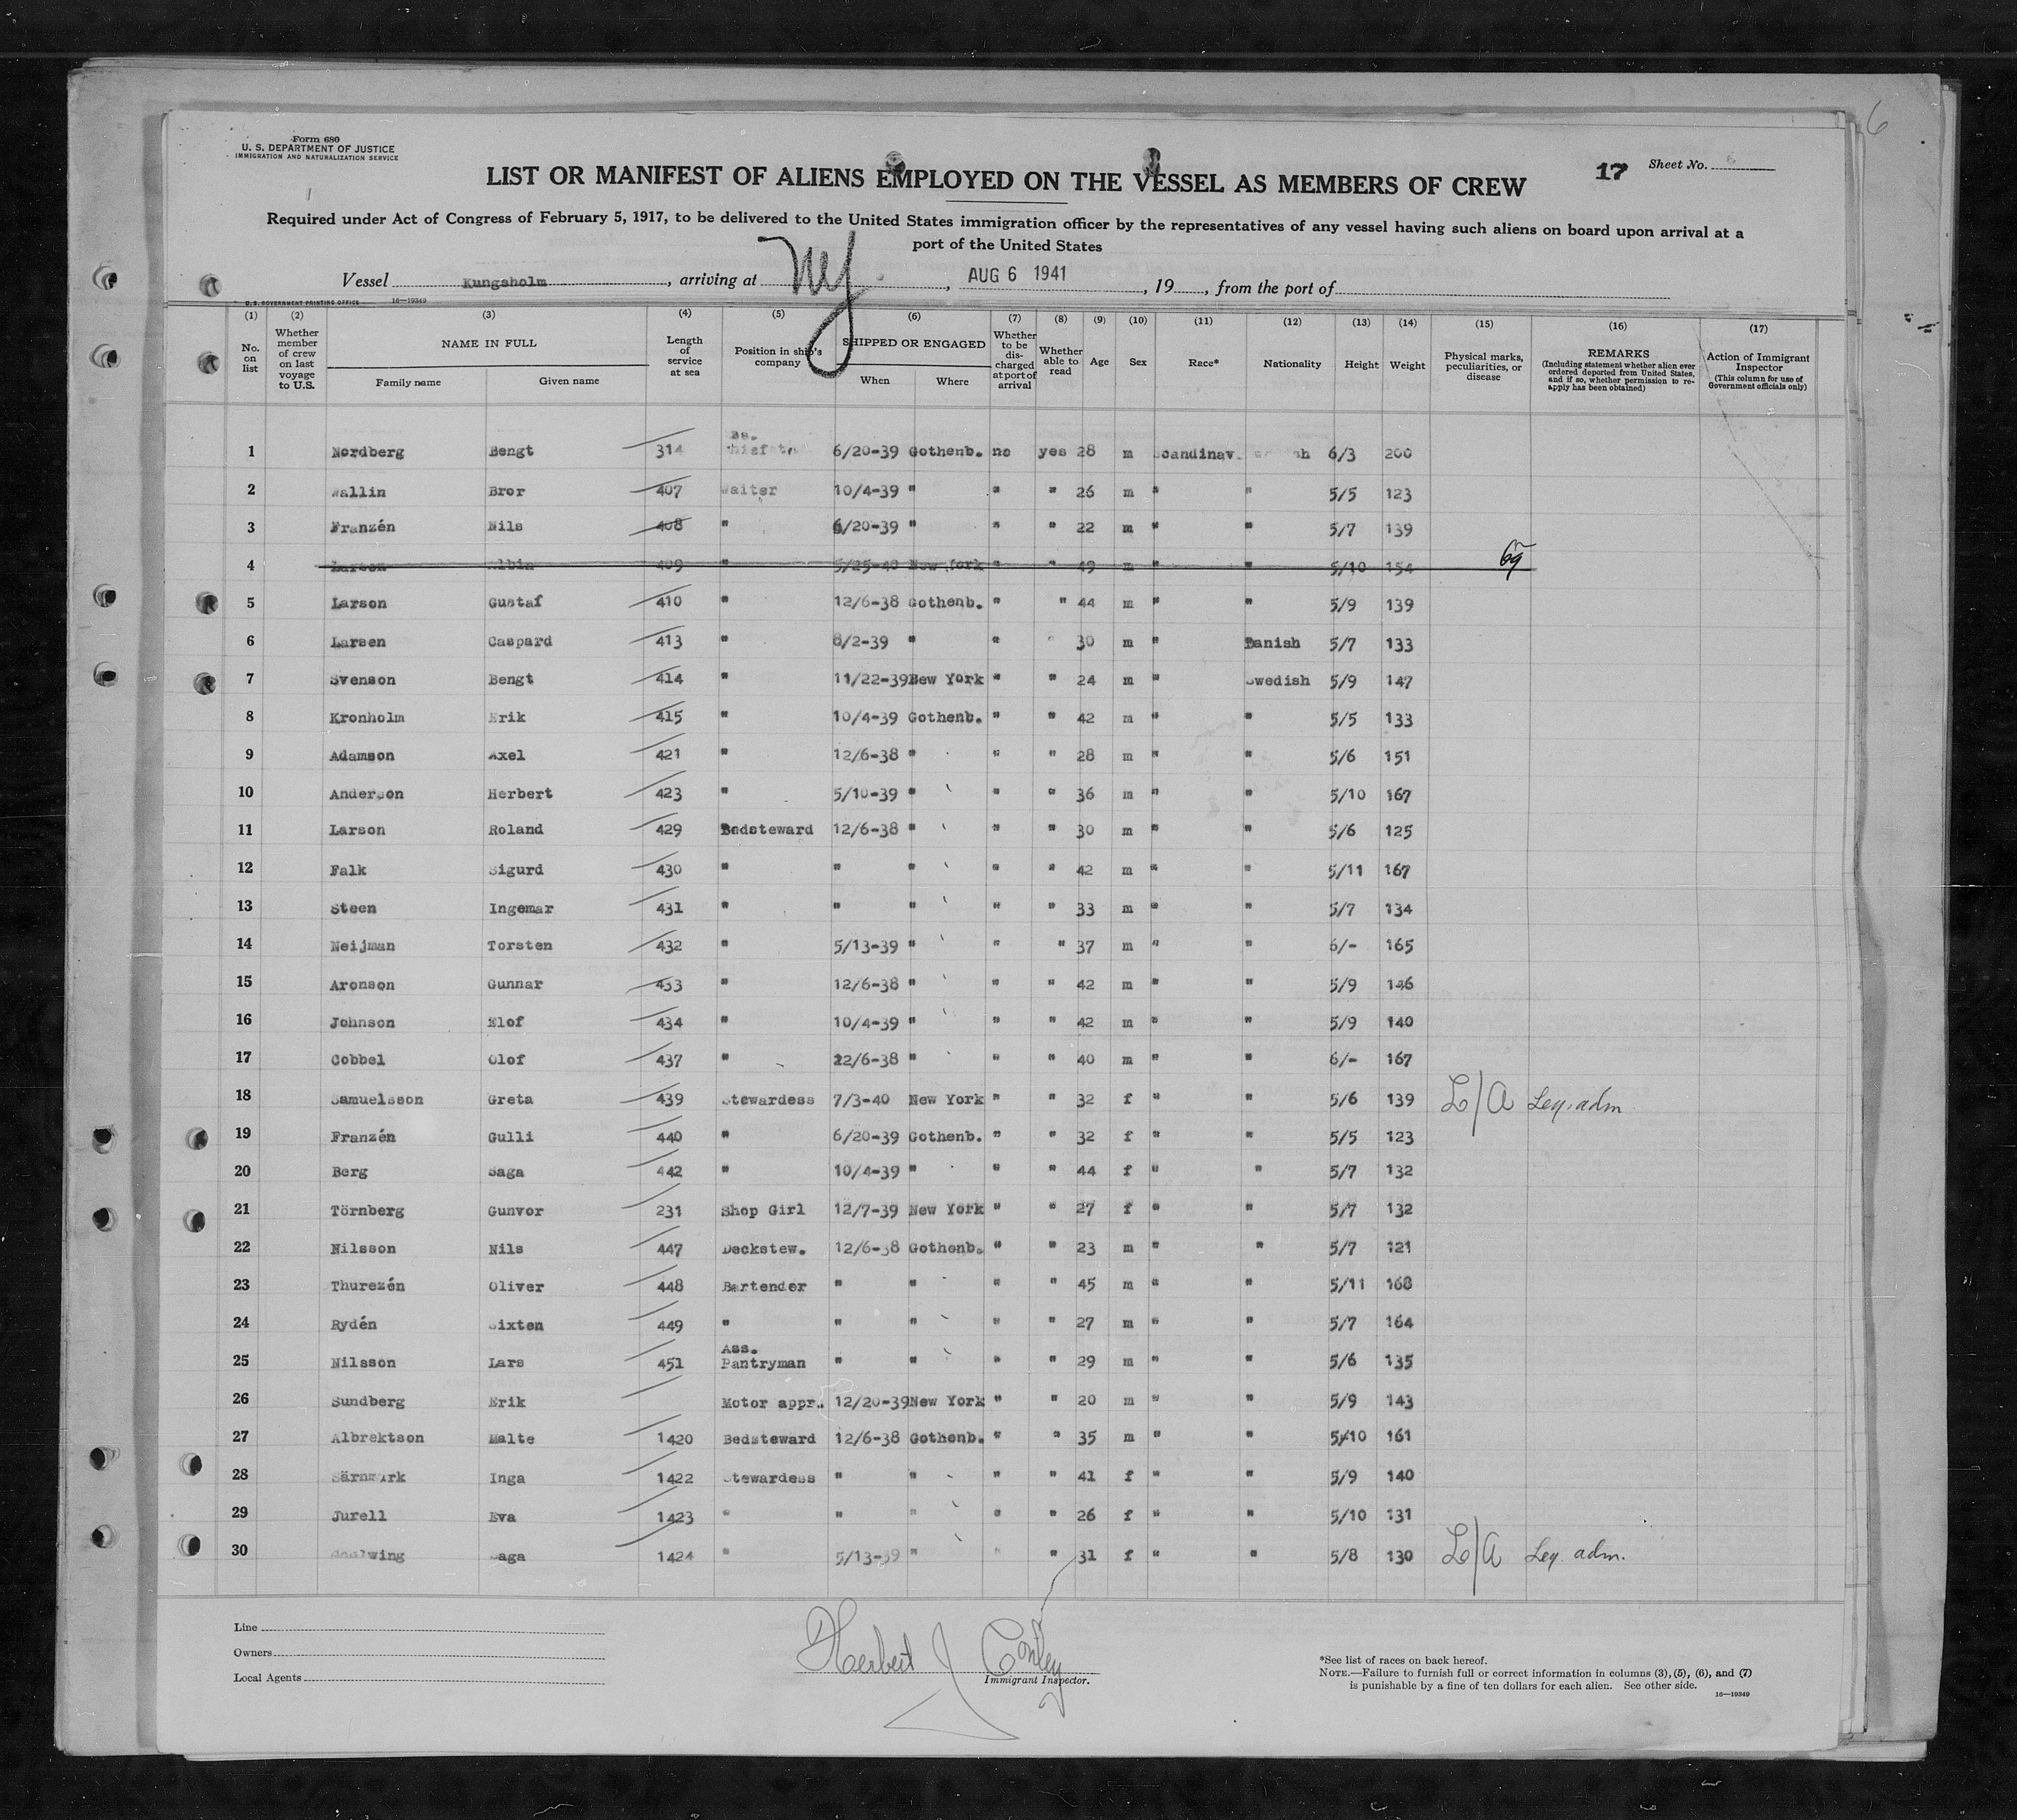 6
Form 680
U. S. DEPARTMENT OF JUSTICE
IMMIGRATION AND NATURALIZATION SERVICE
17 Sheet No. 6
LIST OR MANIFEST OF ALIENS EMPLOYED ON THE VESSEL AS MEMBERS OF CREW
Required under Act of Congress of February 5, 1917, to be delivered to the United States immigration officer by the representatives of any vessel having such aliens on board upon arrival at a
port of the United States
Vessel Kungsholm, arriving at NY, AUG 6 1941, 19, from the port of
U. S. GOVERNMENT PRINTING OFFICE 16—19349
(1) No. on list
(2) Whether member of crew on last voyage to U.S.
(3) NAME IN FULL Family name Given name
(4) Length of service at sea
(5) Position in ship's company
(6) SHIPPED OR ENGAGED When Where
(7) Whether to be discharged at port of arrival
(8) Whether able to read
(9) Age
(10) Sex
(11) Race*
(12) Nationality
(13) Height
(14) Weight
(15) Physical marks, peculiarities, or disease
(16) REMARKS (Including statement whether alien ever ordered deported from United States, and if so, whether permission to re-apply has been obtained)
(17) Action of Immigrant Inspector (This column for use of Government officials only)
1 Nordberg Bengt 314 6/20-39 Gothenb. no yes 28 m Scandinav. 6/3 200
2 Wallin Bror 407 Waiter 10/4-39 " " " 26 m " " 5/5 123
3 Franzén Nils 408 " 6/20-39 " " " 22 m " " 5/7 139
4 Larson Albin 409 " 5/25-40 New York " " 49 m " " 5/10 154
5 Larson Gustaf 410 " 12/6-38 Gothenb. " " 44 m " " 5/9 139
6 Larsen Caspard 413 " 8/2-39 " " " 30 m " Danish 5/7 133
7 Svenson Bengt 414 " 11/22-39 New York " " 24 m " Swedish 5/9 147
8 Kronholm Erik 415 " 10/4-39 Gothenb. " " 42 m " " 5/5 133
9 Adamson Axel 421 " 12/6-38 " " " 28 m " " 5/6 151
10 Anderson Herbert 423 " 5/10-39 " " " 36 m " " 5/10 167
11 Larson Roland 429 Bedsteward 12/6-38 " " " 30 m " " 5/6 125
12 Falk Sigurd 430 " " " " " 42 m " " 5/11 167
13 Steen Ingemar 431 " " " " " 33 m " " 5/7 134
14 Neijman Torsten 432 " 5/13-39 " " " 37 m " " 6/- 165
15 Aronson Gunnar 433 " 12/6-38 " " " 42 m " " 5/9 146
16 Johnson Elof 434 " 10/4-39 " " " 42 m " " 5/9 140
17 Cobbel Olof 437 " 22/6-38 " " " 40 m " " 6/- 167
18 Samuelsson Greta 439 Stewardess 7/3-40 New York " " 32 f " " 5/6 139 L/A Leg. adm
19 Franzén Gulli 440 " 6/20-39 Gothenb. " " 32 f " " 5/5 123
20 Berg Saga 442 " 10/4-39 " " " 44 f " " 5/7 132
21 Törnberg Gunvor 231 Shop Girl 12/7-39 New York " " 27 f " " 5/7 132
22 Nilsson Nils 447 Deckstew. 12/6-38 Gothenb. " " 23 m " " 5/7 121
23 Thurezén Oliver 448 Bartender " " " " 45 m " " 5/11 168
24 Rydén Sixten 449 " " " " " 27 m " " 5/7 164
25 Nilsson Lars 451 Ass. Pantryman " " " " 29 m " " 5/6 135
26 Sundberg Erik Motor appr. 12/20-39 New York " " 20 m " " 5/9 143
27 Albrektson Malte 1420 Bedsteward 12/6-38 Gothenb. " " 35 m " " 5/10 161
28 Särnmark Inga 1422 Stewardess " " " " 41 f " " 5/9 140
29 Jurell Eva 1423 " " " " " 26 f " " 5/10 131
30 Saga 1424 " 5/13-39 " " " 31 f " " 5/8 130 L/A Leg. adm.
Line
Owners
Local Agents
Herbert J Conley
Immigrant Inspector.
*See list of races on back hereof.
NOTE.—Failure to furnish full or correct information in columns (3), (5), (6), and (7)
is punishable by a fine of ten dollars for each alien. See other side.
16—19349